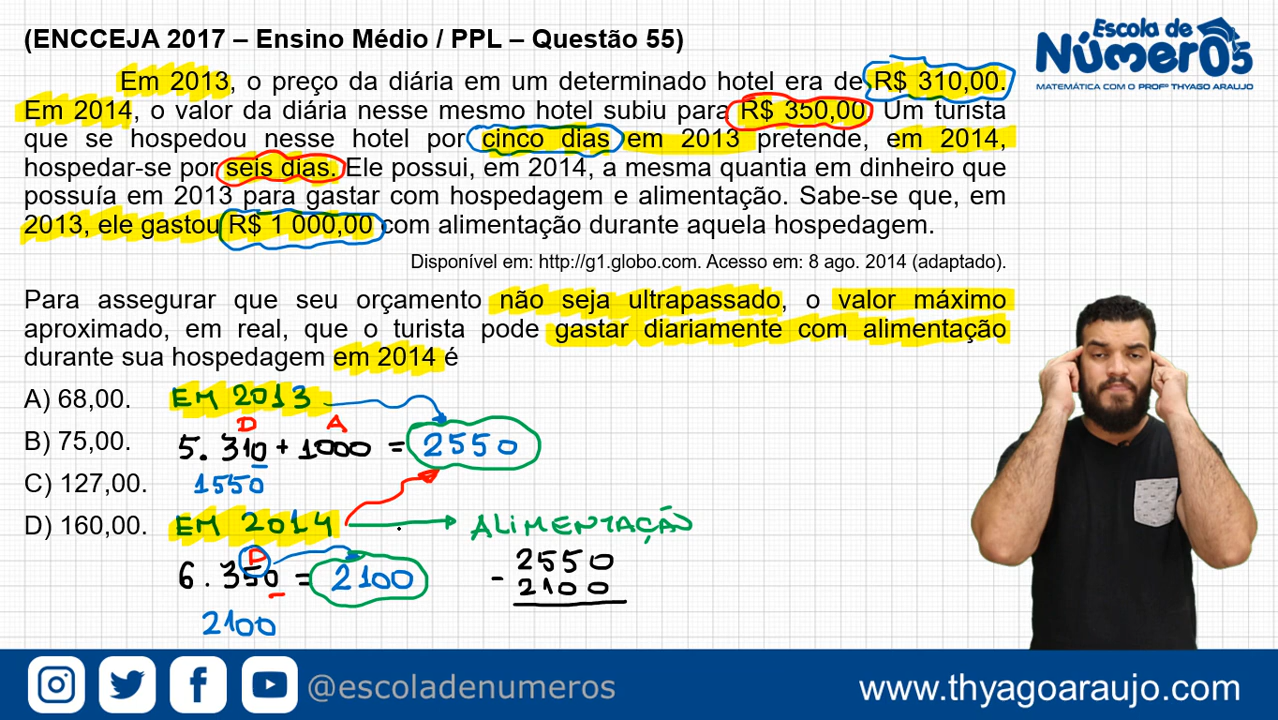 (ENCCEJA 2017 – Ensino Médio / PPL – Questão 55)
Escola de
NúmerOs
MATEMÁTICA COM O PROFº THYAGO ARAUJO
Em 2013, o preço da diária em um determinado hotel era de R$ 310,00.
Em 2014, o valor da diária nesse mesmo hotel subiu para R$ 350,00. Um turista
que se hospedou nesse hotel por cinco dias em 2013 pretende, em 2014,
hospedar-se por seis dias. Ele possui, em 2014, a mesma quantia em dinheiro que
possuía em 2013 para gastar com hospedagem e alimentação. Sabe-se que, em
2013, ele gastou R$ 1 000,00 com alimentação durante aquela hospedagem.
Disponível em: http://g1.globo.com. Acesso em: 8 ago. 2014 (adaptado).
Para assegurar que seu orçamento não seja ultrapassado, o valor máximo
aproximado, em real, que o turista pode gastar diariamente com alimentação
durante sua hospedagem em 2014 é
A) 68,00.
B) 75,00.
C) 127,00.
D) 160,00.
EM 2013
D A
5. 310 + 1000 = 2550
1550
EM 2014 ALIMENTAÇÃO
D
6 . 350 = 2100
2100
2550
- 2100
@escoladenumeros
www.thyagoaraujo.com